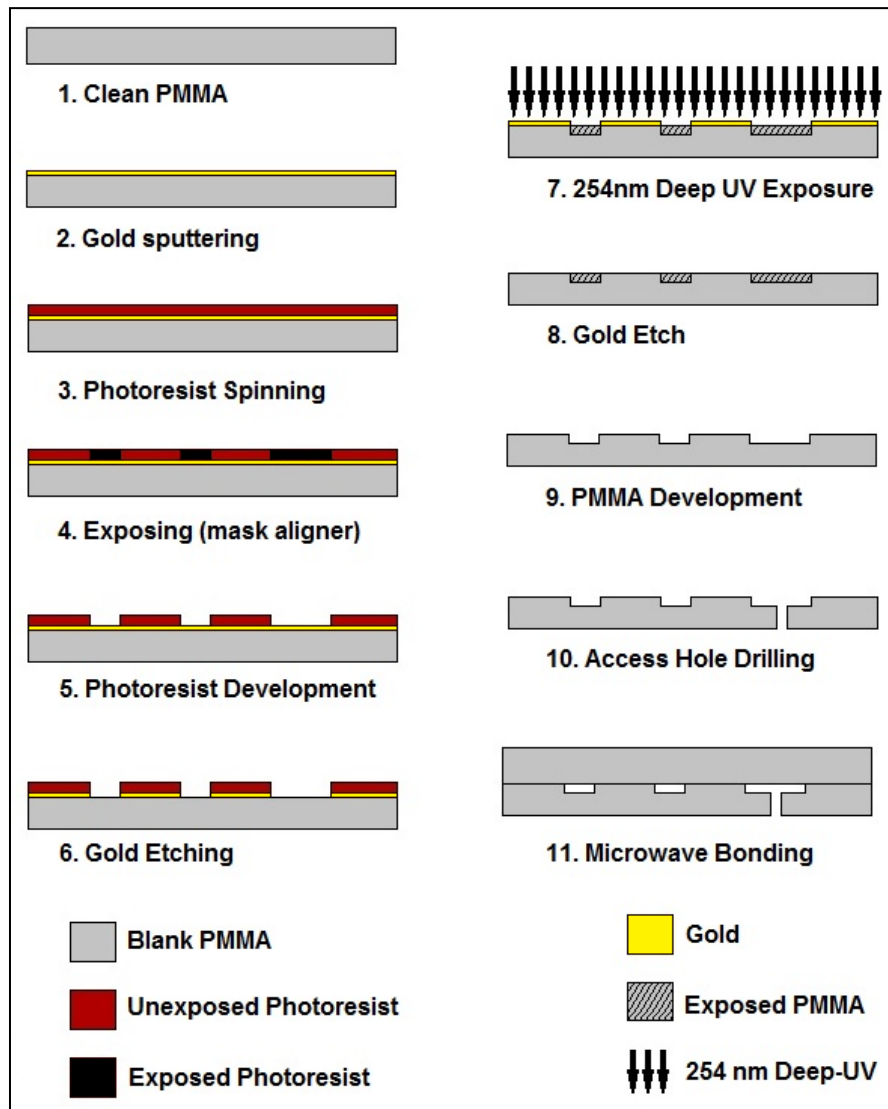 1. Clean PMMA
2. Gold sputtering
3. Photoresist Spinning
4. Exposing (mask aligner)
5. Photoresist Development
6. Gold Etching
7. 254nm Deep UV Exposure
8. Gold Etch
9. PMMA Development
10. Access Hole Drilling
11. Microwave Bonding
Blank PMMA
Unexposed Photoresist
Exposed Photoresist
Gold
Exposed PMMA
254 nm Deep-UV